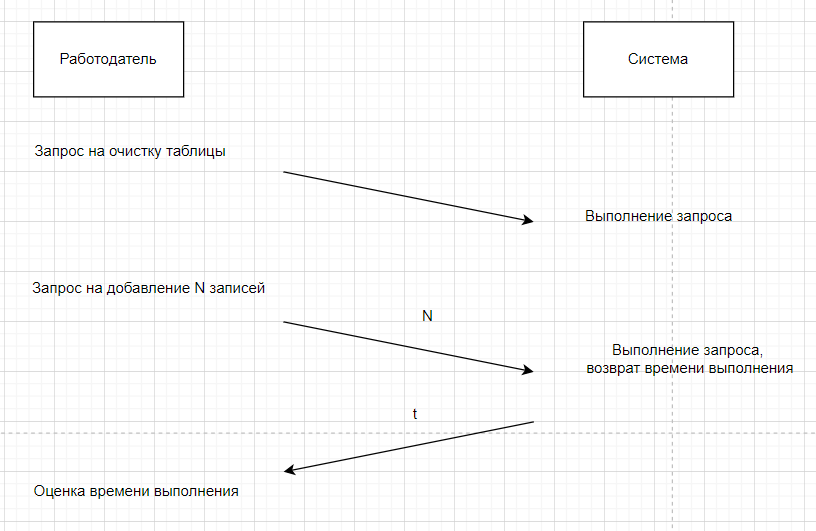 Работодатель
Система
Запрос на очистку таблицы
Выполнение запроса
Запрос на добавление N записей
N
Выполнение запроса,
возврат времени выполнения
t
Оценка времени выполнения